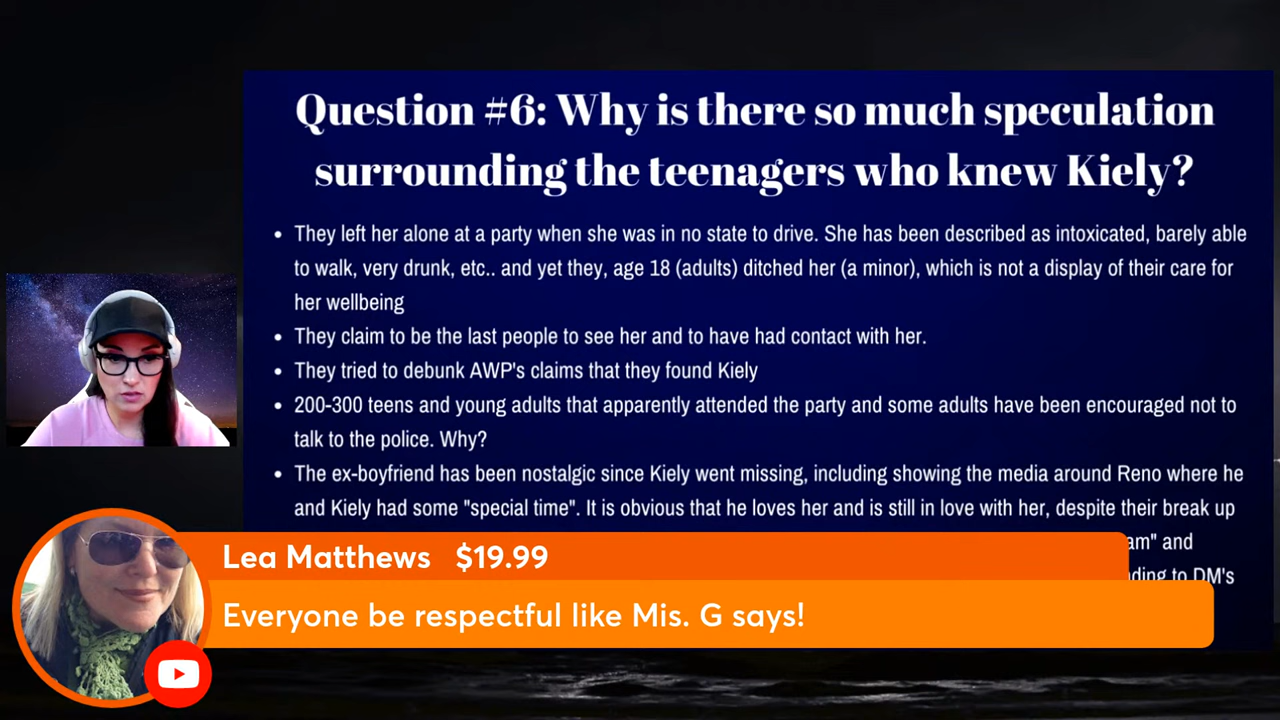 Question #6: Why is there so much speculation
surrounding the teenagers who knew Kiely?
• They left her alone at a party when she was in no state to drive. She has been described as intoxicated, barely able
to walk, very drunk, etc.. and yet they, age 18 (adults) ditched her (a minor), which is not a display of their care for
her wellbeing
• They claim to be the last people to see her and to have had contact with her.
• They tried to debunk AWP's claims that they found Kiely
• 200-300 teens and young adults that apparently attended the party and some adults have been encouraged not to
talk to the police. Why?
• The ex-boyfriend has been nostalgic since Kiely went missing, including showing the media around Reno where he
and Kiely had some "special time". It is obvious that he loves her and is still in love with her, despite their break up
am" and
nding to DM's
Lea Matthews $19.99
Everyone be respectful like Mis. G says!